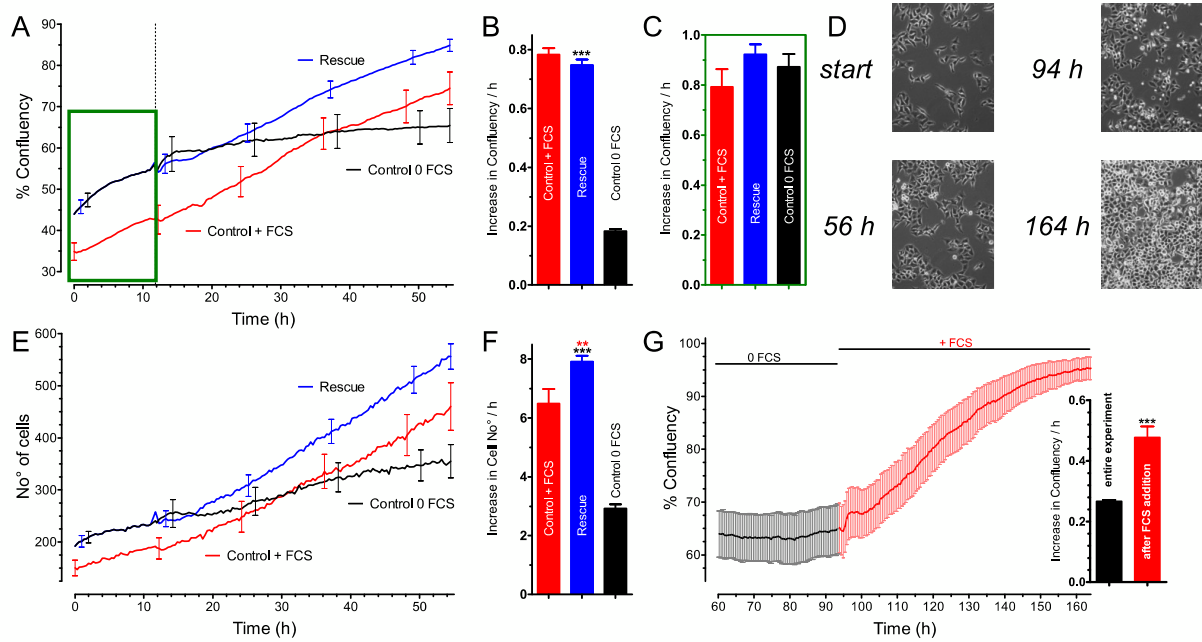 A
% Confluency
90
80
70
60
50
40
30
0
10
20
30
40
50
Time (h)
Rescue
Control 0 FCS
Control + FCS
B
Increase in Confluency / h
0.8
0.6
0.4
0.2
0.0
***
Control + FCS
Rescue
Control 0 FCS
C
Increase in Confluency / h
1.0
0.8
0.6
0.4
0.2
0.0
Control + FCS
Rescue
Control 0 FCS
D
start
94 h
56 h
164 h
E
No° of cells
600
500
400
300
200
0
10
20
30
40
50
Time (h)
Rescue
Control 0 FCS
Control + FCS
F
Increase in Cell No° / h
8
6
4
2
0
**
***
Control + FCS
Rescue
Control 0 FCS
G
0 FCS
+ FCS
% Confluency
100
95
90
85
80
75
70
65
60
60
70
80
90
100
110
120
130
140
150
160
Time (h)
Increase in Confluency / h
0.6
0.4
0.2
0.0
entire experiment
***
after FCS addition